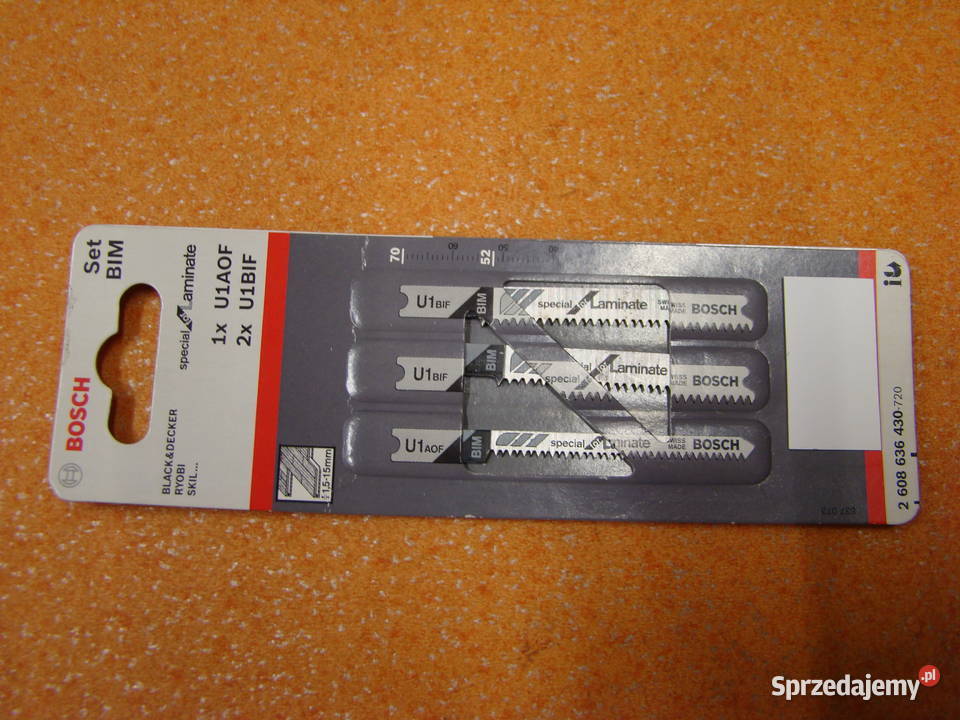 Set
BIM
special for Laminate
1x U1AOF
2x U1BIF
BOSCH
BLACK&DECKER
RYOBI
SKIL...
1,5-15mm
70 60 52 50 40
U1BIF BIM special for Laminate SWISS MADE BOSCH
U1BIF BIM special for Laminate SWISS MADE BOSCH
U1AOF BIM special for Laminate SWISS MADE BOSCH
2 608 636 430-720
Sprzedajemy.pl